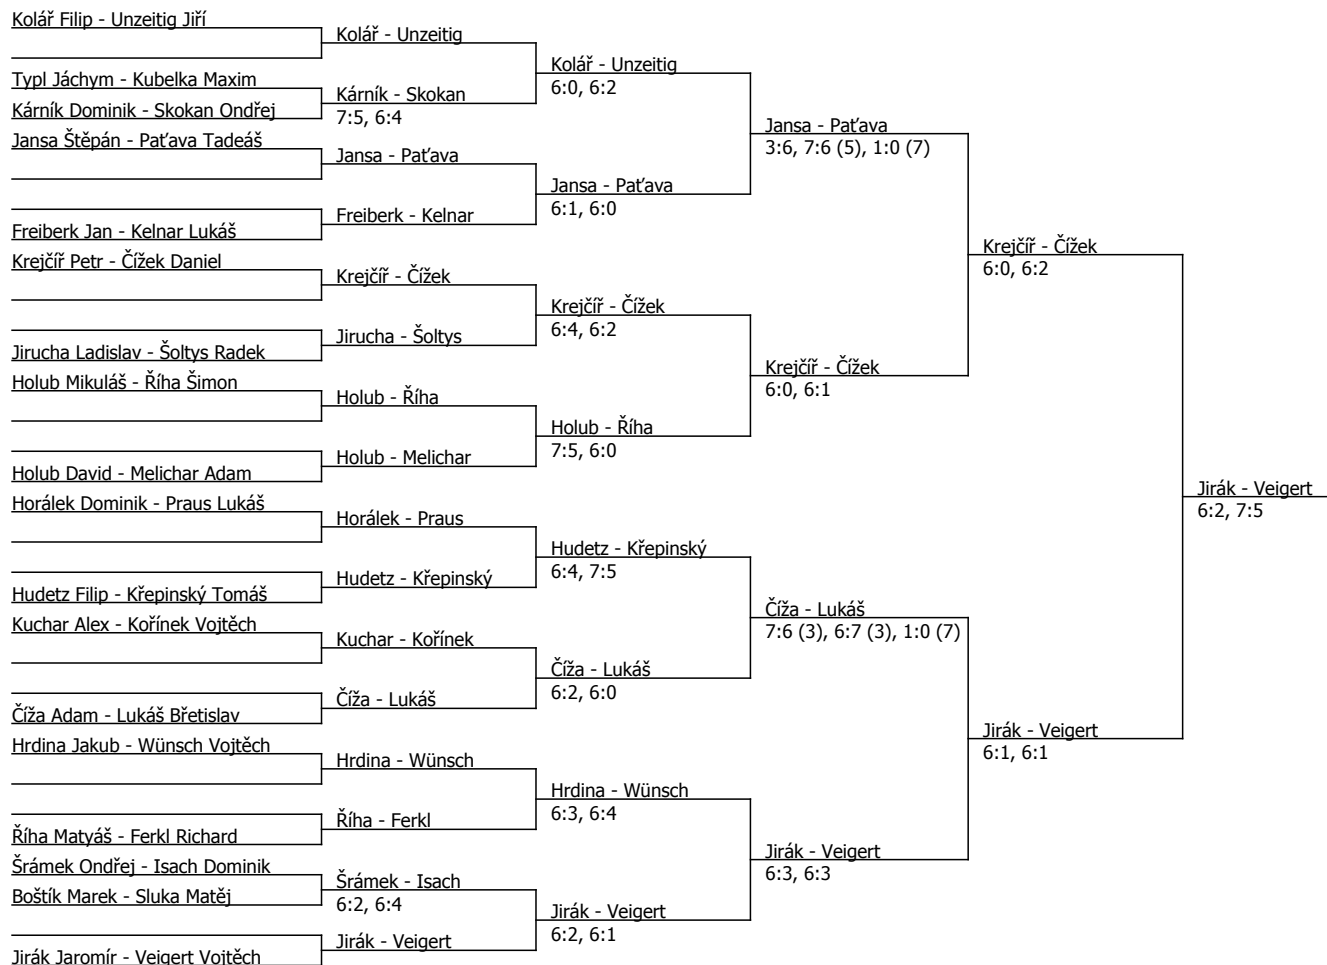 Kolář Filip - Unzeitig Jiří
Typl Jáchym - Kubelka Maxim
Kárník Dominik - Skokan Ondřej
Jansa Štěpán - Paťava Tadeáš
Freiberk Jan - Kelnar Lukáš
Krejčíř Petr - Čížek Daniel
Jirucha Ladislav - Šoltys Radek
Holub Mikuláš - Říha Šimon
Holub David - Melichar Adam
Horálek Dominik - Praus Lukáš
Hudetz Filip - Křepinský Tomáš
Kuchar Alex - Kořínek Vojtěch
Číža Adam - Lukáš Břetislav
Hrdina Jakub - Wünsch Vojtěch
Říha Matyáš - Ferkl Richard
Šrámek Ondřej - Isach Dominik
Boštík Marek - Sluka Matěj
Jirák Jaromír - Veigert Vojtěch
Kolář - Unzeitig
Kárník - Skokan
7:5, 6:4
Jansa - Paťava
Freiberk - Kelnar
Krejčíř - Čížek
Jirucha - Šoltys
Holub - Říha
Holub - Melichar
Horálek - Praus
Hudetz - Křepinský
Kuchar - Kořínek
Číža - Lukáš
Hrdina - Wünsch
Říha - Ferkl
Šrámek - Isach
6:2, 6:4
Jirák - Veigert
Kolář - Unzeitig
6:0, 6:2
Jansa - Paťava
6:1, 6:0
Krejčíř - Čížek
6:4, 6:2
Holub - Říha
7:5, 6:0
Hudetz - Křepinský
6:4, 7:5
Číža - Lukáš
6:2, 6:0
Hrdina - Wünsch
6:3, 6:4
Jirák - Veigert
6:2, 6:1
Jansa - Paťava
3:6, 7:6 (5), 1:0 (7)
Krejčíř - Čížek
6:0, 6:1
Číža - Lukáš
7:6 (3), 6:7 (3), 1:0 (7)
Jirák - Veigert
6:3, 6:3
Krejčíř - Čížek
6:0, 6:2
Jirák - Veigert
6:1, 6:1
Jirák - Veigert
6:2, 7:5